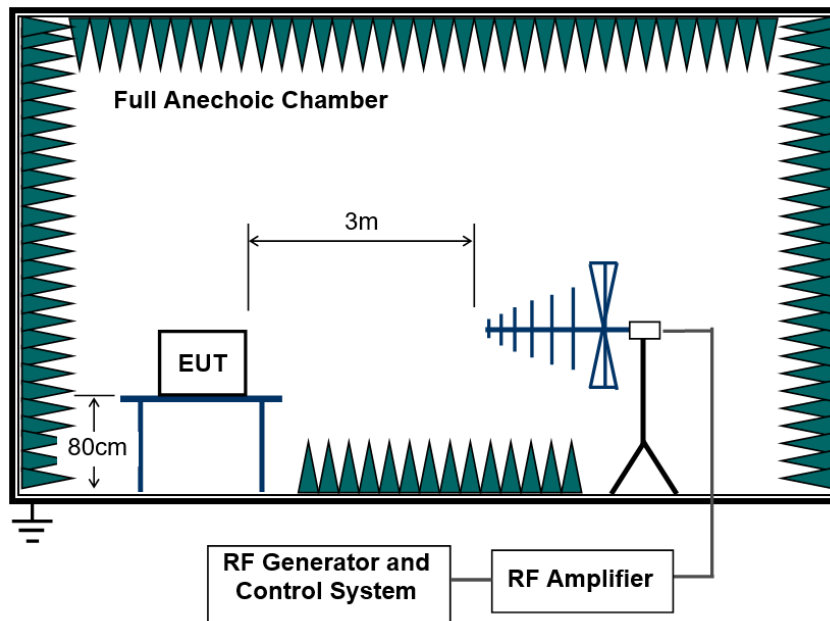 Full Anechoic Chamber
3m
EUT
80cm
RF Generator and
Control System
RF Amplifier